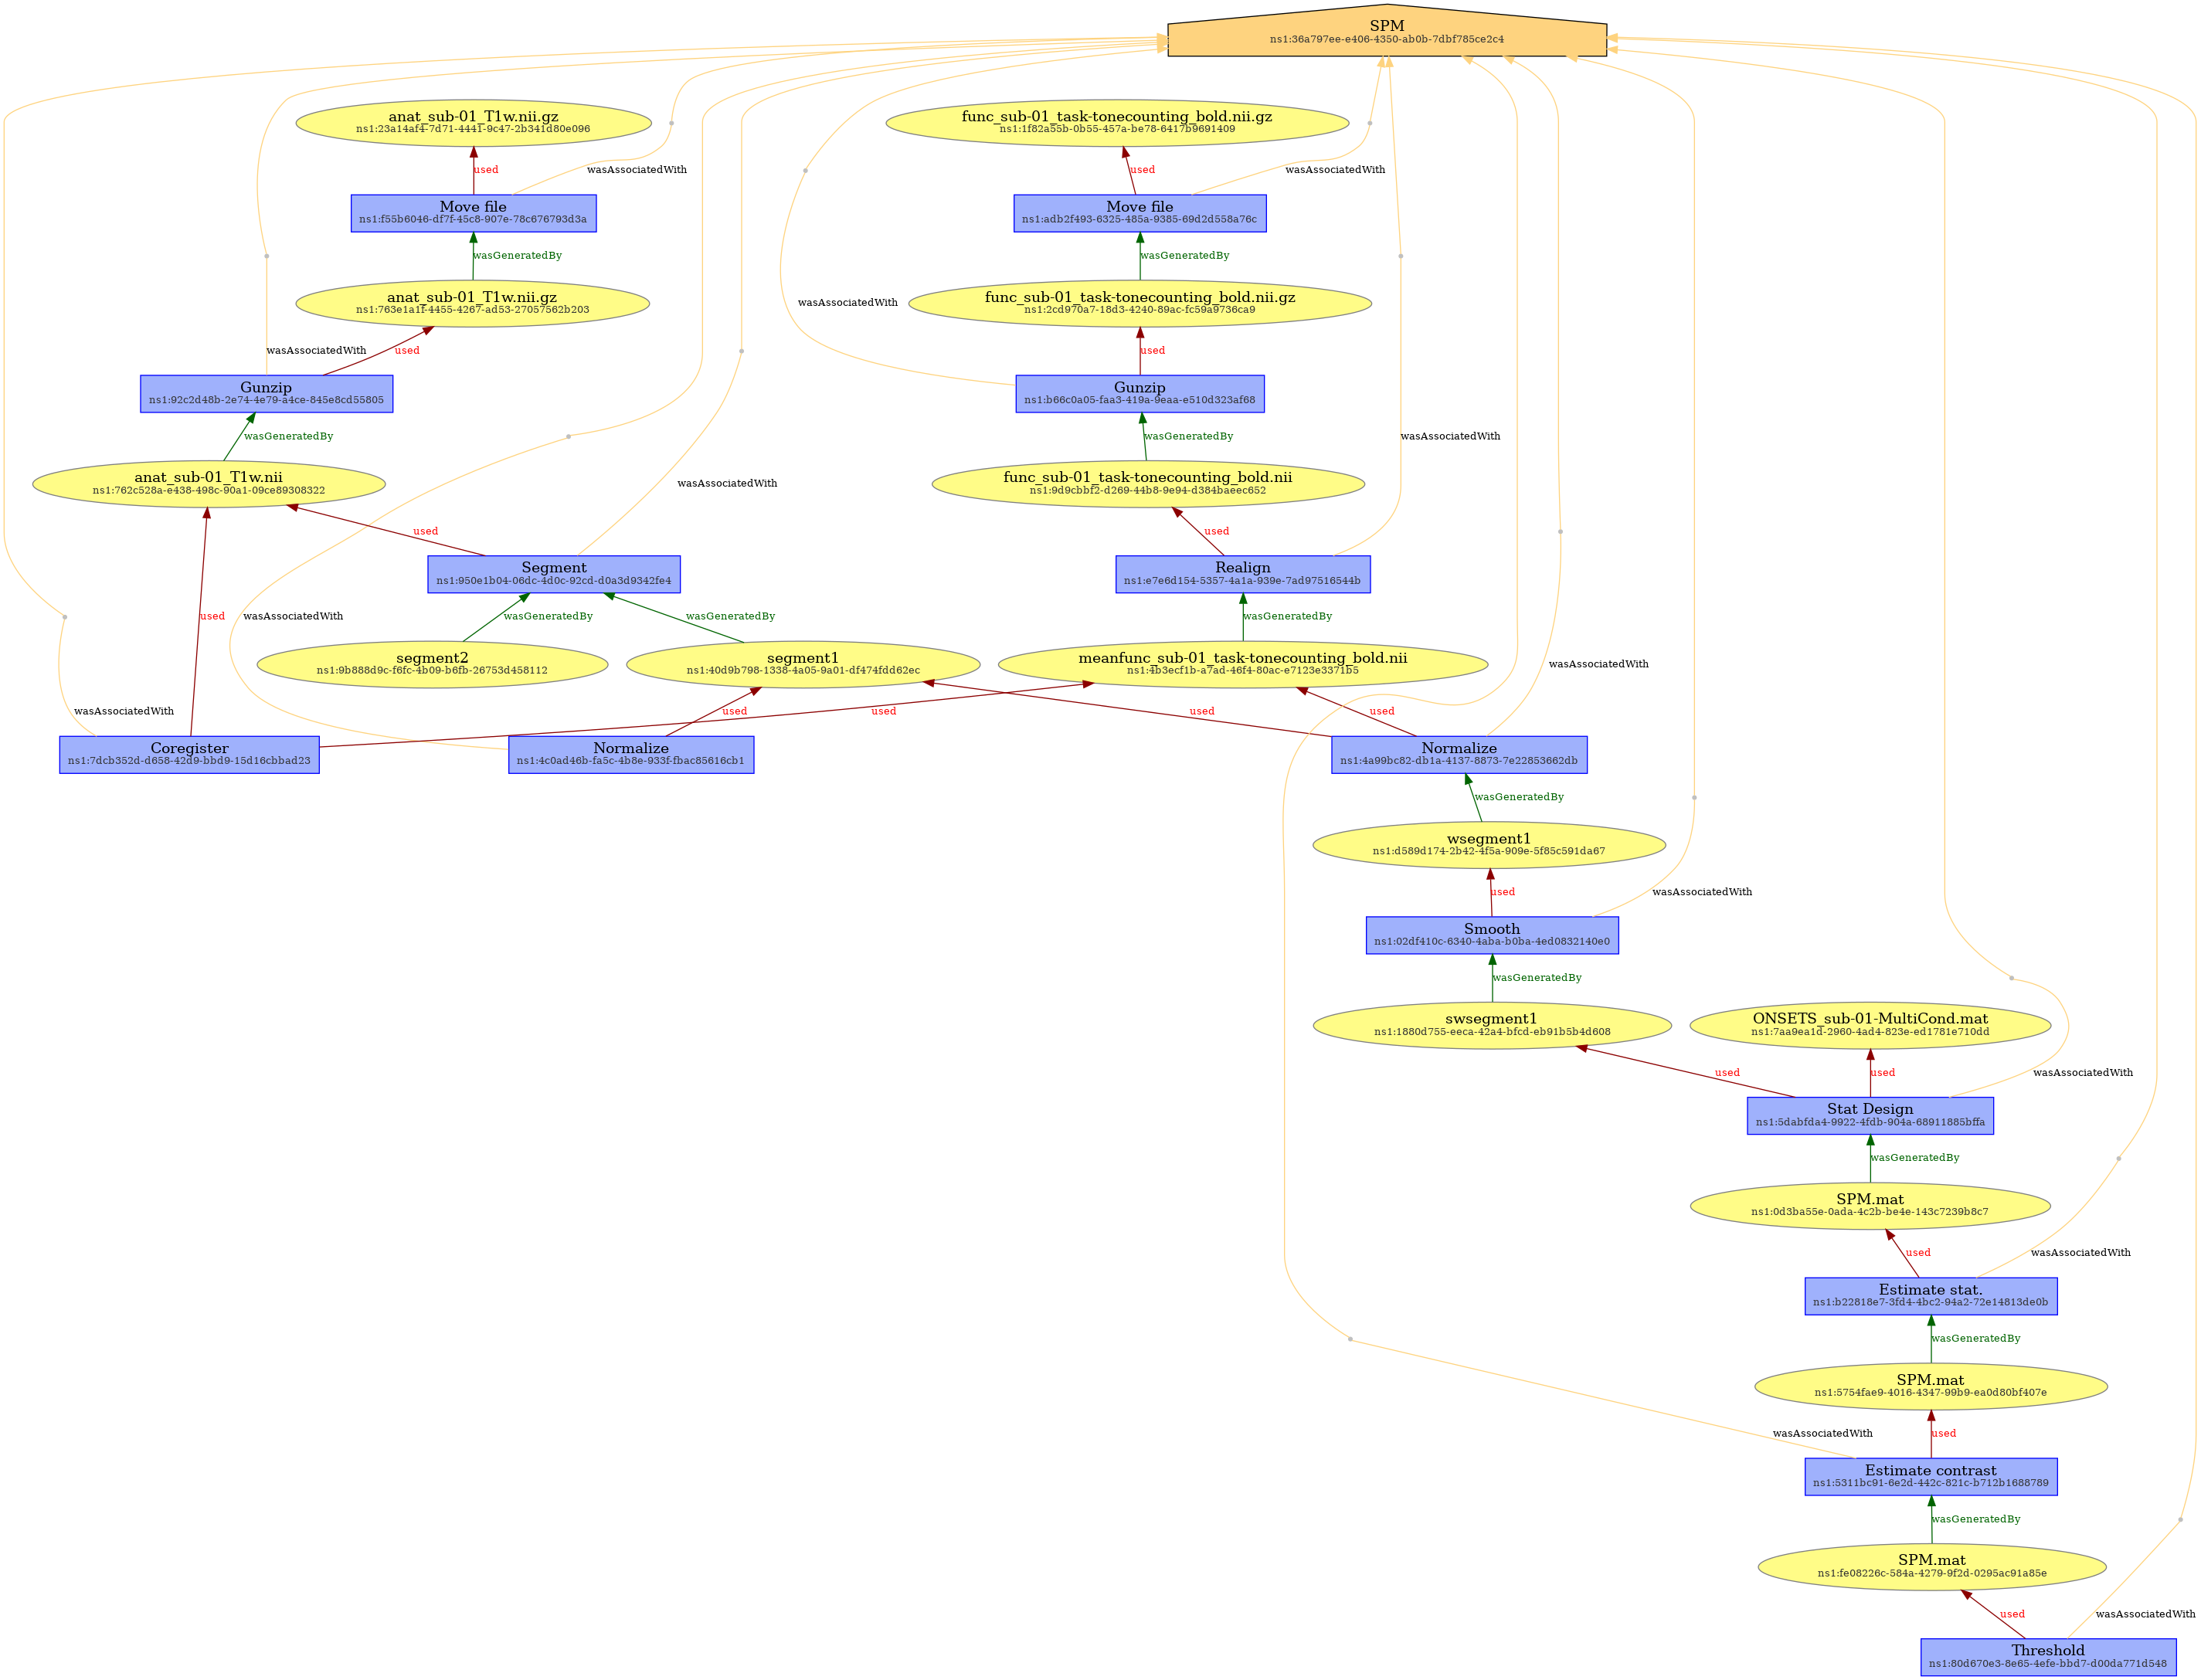 SPM
ns1:36a797ee-e406-4350-ab0b-7dbf785ce2c4
anat_sub-01_T1w.nii.gz
ns1:23a14af4-7d71-4441-9c47-2b341d80e096
func_sub-01_task-tonecounting_bold.nii.gz
ns1:1f82a55b-0b55-457a-be78-6417b9691409
used
wasAssociatedWith
used
wasAssociatedWith
Move file
ns1:f55b6046-df7f-45c8-907e-78c676793d3a
Move file
ns1:adb2f493-6325-485a-9385-69d2d558a76c
wasGeneratedBy
wasGeneratedBy
anat_sub-01_T1w.nii.gz
ns1:763e1a1f-4455-4267-ad53-27057562b203
func_sub-01_task-tonecounting_bold.nii.gz
ns1:2cd970a7-18d3-4240-89ac-fc59a9736ca9
wasAssociatedWith
wasAssociatedWith
used
used
Gunzip
ns1:92c2d48b-2e74-4e79-a4ce-845e8cd55805
Gunzip
ns1:b66c0a05-faa3-419a-9eaa-e510d323af68
wasGeneratedBy
wasGeneratedBy
wasAssociatedWith
anat_sub-01_T1w.nii
ns1:762c528a-e438-498c-90a1-09ce89308322
wasAssociatedWith
func_sub-01_task-tonecounting_bold.nii
ns1:9d9cbbf2-d269-44b8-9e94-d384baeec652
used
used
Segment
ns1:950e1b04-06dc-4d0c-92cd-d0a3d9342fe4
Realign
ns1:e7e6d154-5357-4a1a-939e-7ad97516544b
used
wasAssociatedWith
wasGeneratedBy
wasGeneratedBy
wasGeneratedBy
segment2
ns1:9b888d9c-f6fc-4b09-b6fb-26753d458112
segment1
ns1:40d9b798-1338-4a05-9a01-df474fdd62ec
meanfunc_sub-01_task-tonecounting_bold.nii
ns1:4b3ecf1b-a7ad-46f4-80ac-e7123e3371b5
wasAssociatedWith
wasAssociatedWith
used
used
used
used
Coregister
ns1:7dcb352d-d658-42d9-bbd9-15d16cbbad23
Normalize
ns1:4c0ad46b-fa5c-4b8e-933f-fbac85616cb1
Normalize
ns1:4a99bc82-db1a-4137-8873-7e22853662db
wasGeneratedBy
wsegment1
ns1:d589d174-2b42-4f5a-909e-5f85c591da67
used
wasAssociatedWith
Smooth
ns1:02df410c-6340-4aba-b0ba-4ed0832140e0
wasGeneratedBy
swsegment1
ns1:1880d755-eeca-42a4-bfcd-eb91b5b4d608
ONSETS_sub-01-MultiCond.mat
ns1:7aa9ea1d-2960-4ad4-823e-ed1781e710dd
used
used
wasAssociatedWith
Stat Design
ns1:5dabfda4-9922-4fdb-904a-68911885bffa
wasGeneratedBy
SPM.mat
ns1:0d3ba55e-0ada-4c2b-be4e-143c7239b8c7
used
wasAssociatedWith
Estimate stat.
ns1:b22818e7-3fd4-4bc2-94a2-72e14813de0b
wasGeneratedBy
SPM.mat
ns1:5754fae9-4016-4347-99b9-ea0d80bf407e
wasAssociatedWith
used
Estimate contrast
ns1:5311bc91-6e2d-442c-821c-b712b1688789
wasGeneratedBy
SPM.mat
ns1:fe08226c-584a-4279-9f2d-0295ac91a85e
used
wasAssociatedWith
Threshold
ns1:80d670e3-8e65-4efe-bbd7-d00da771d548